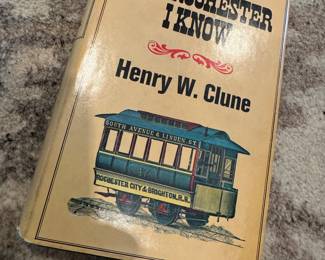 ROCHESTER
I KNOW
Henry W. Clune
SOUTH AVENUE & LINDEN ST.
ROCHESTER CITY & BRIGHTON R.R.